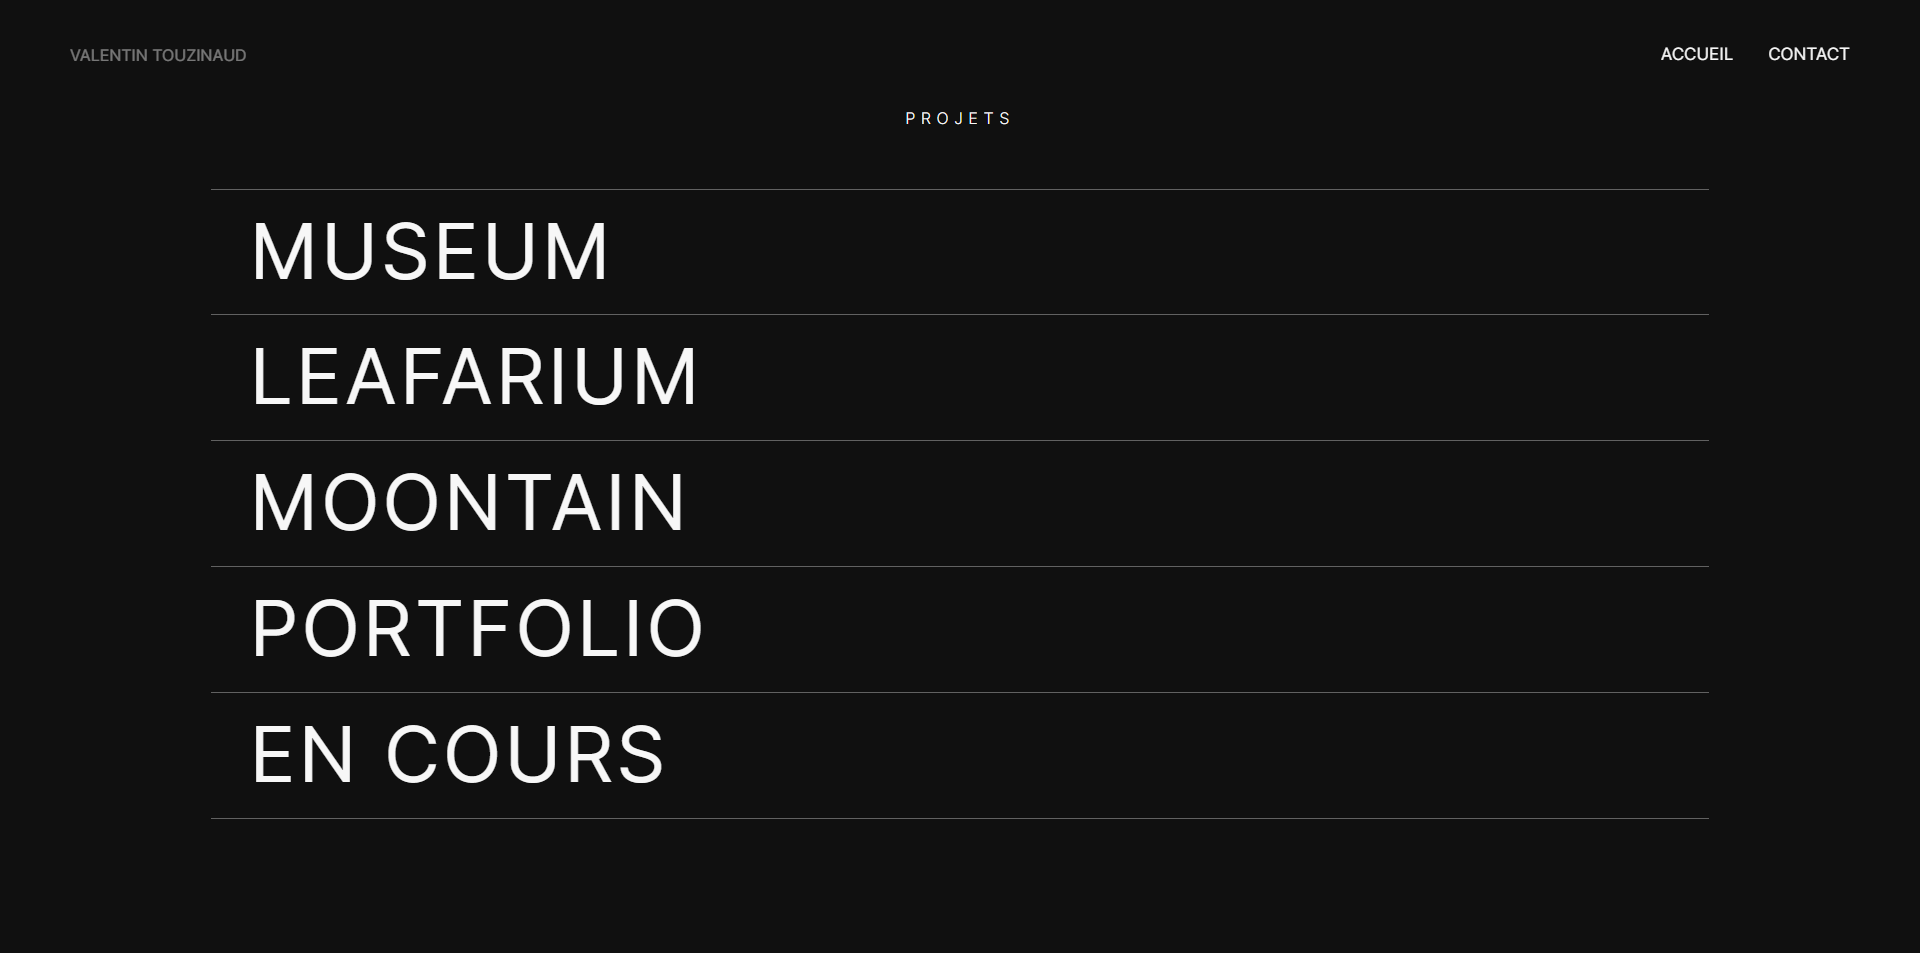 VALENTIN TOUZINAUD
ACCUEIL CONTACT
PROJETS
MUSEUM
LEAFARIUM
MOONTAIN
PORTFOLIO
EN COURS